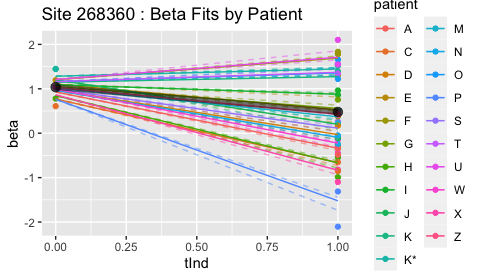 Site 268360 : Beta Fits by Patient
beta
2
1
0
-1
-2
0.00
0.25
0.50
0.75
1.00
tInd
patient
A
C
D
E
F
G
H
I
J
K
K*
M
N
O
P
S
T
U
W
X
Z